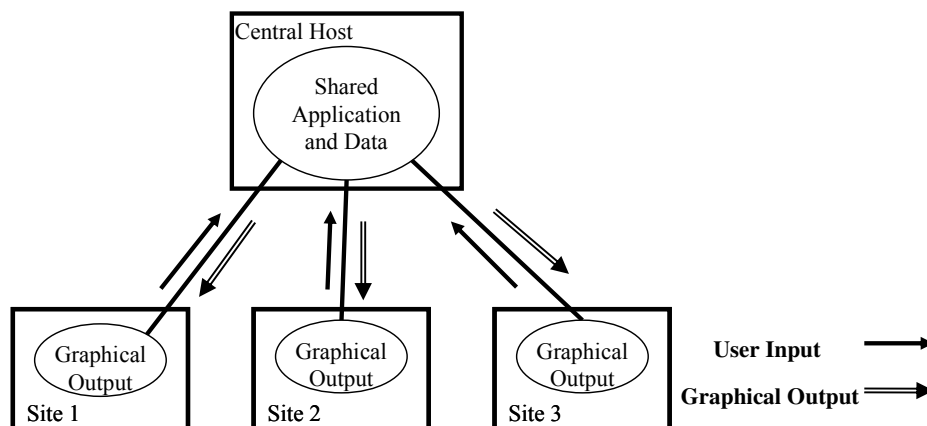 Central Host
Shared
Application
and Data
Graphical
Output
Site 1
Graphical
Output
Site 2
Graphical
Output
Site 3
User Input
Graphical Output